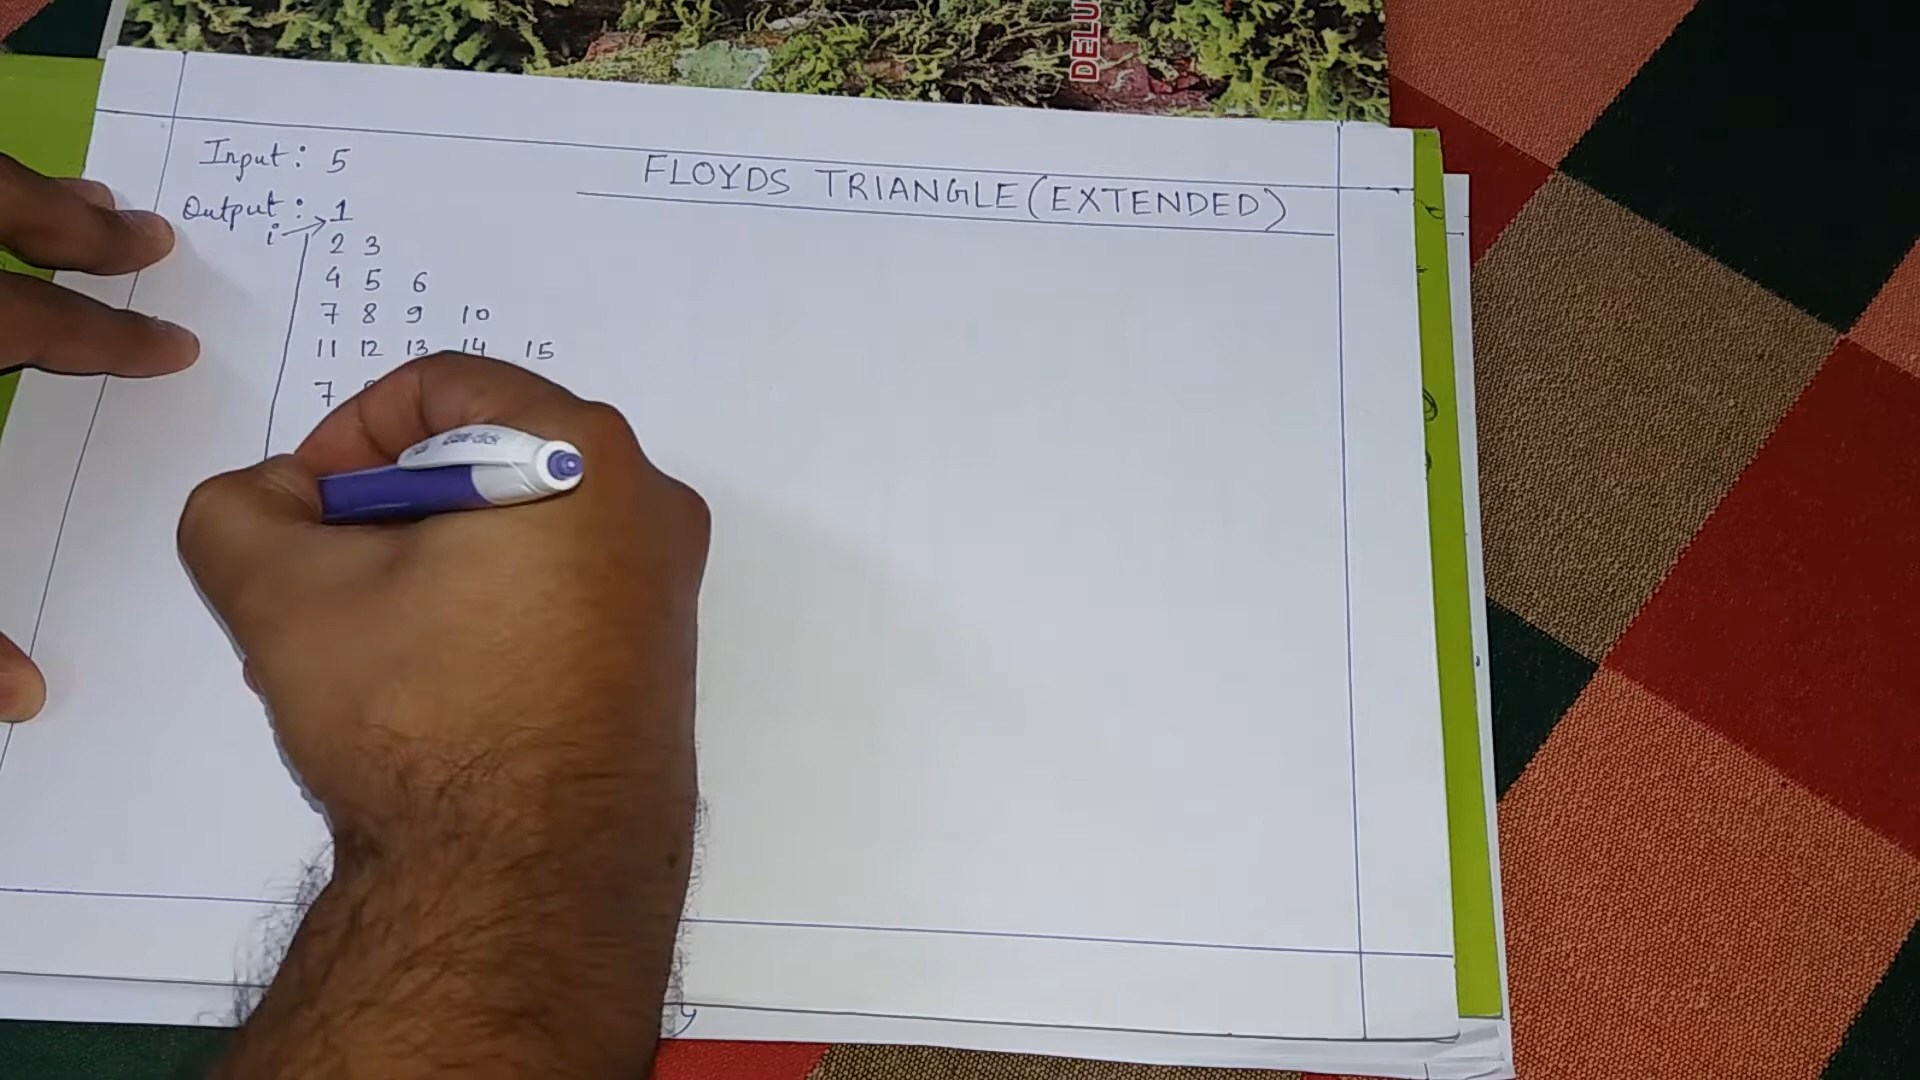 DELU
Input: 5
FLOYDS TRIANGLE (EXTENDED)
Output: 1
i
2 3
4 5 6
7 8 9 10
11 12 13 14 15
7 8